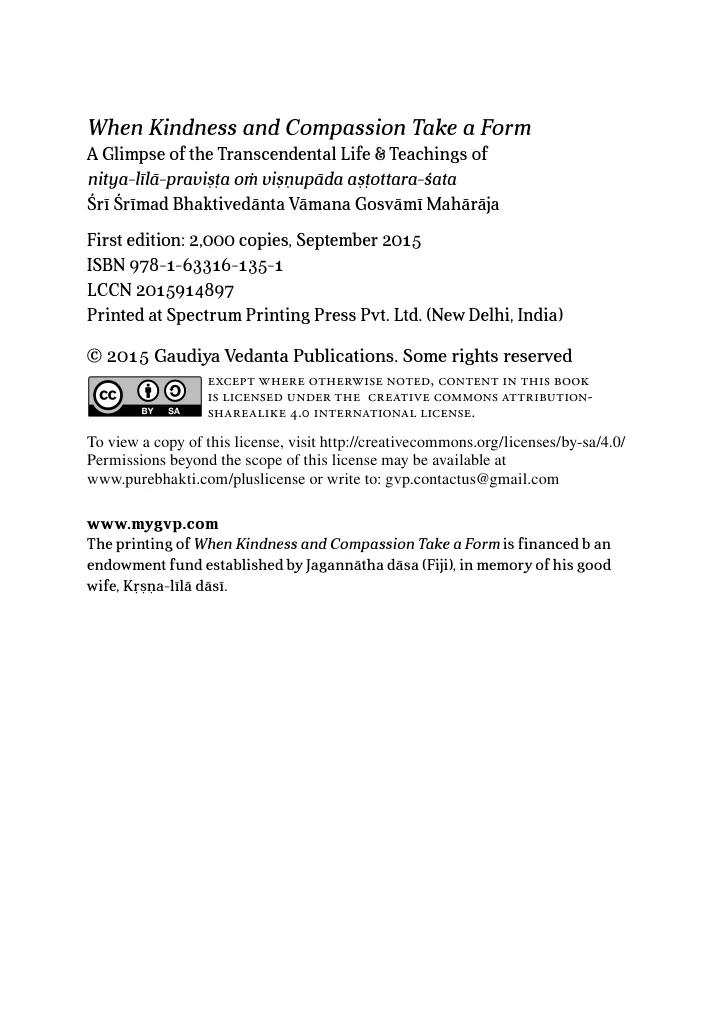 When Kindness and Compassion Take a Form
A Glimpse of the Transcendental Life & Teachings of
nitya-līlā-praviṣṭa oṁ viṣṇupāda aṣṭottara-śata
Śrī Śrīmad Bhaktivedānta Vāmana Gosvāmī Mahārāja
First edition: 2,000 copies, September 2015
ISBN 978-1-63316-135-1
LCCN 2015914897
Printed at Spectrum Printing Press Pvt. Ltd. (New Delhi, India)
© 2015 Gaudiya Vedanta Publications. Some rights reserved
cc BY SA
EXCEPT WHERE OTHERWISE NOTED, CONTENT IN THIS BOOK
IS LICENSED UNDER THE CREATIVE COMMONS ATTRIBUTION-
SHAREALIKE 4.0 INTERNATIONAL LICENSE.
To view a copy of this license, visit http://creativecommons.org/licenses/by-sa/4.0/
Permissions beyond the scope of this license may be available at
www.purebhakti.com/pluslicense or write to: gvp.contactus@gmail.com
www.mygvp.com
The printing of When Kindness and Compassion Take a Form is financed b an
endowment fund established by Jagannātha dāsa (Fiji), in memory of his good
wife, Kṛṣṇa-līlā dāsī.